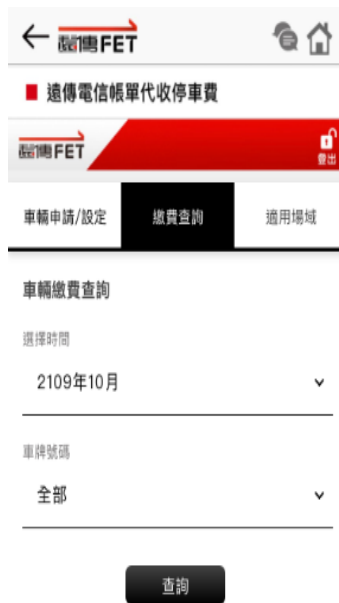 遠傳FET
遠傳電信帳單代收停車費
遠傳FET
登出
車輛申請/設定 繳費查詢 適用場域
車輛繳費查詢
選擇時間
2109年10月
車牌號碼
全部
查詢